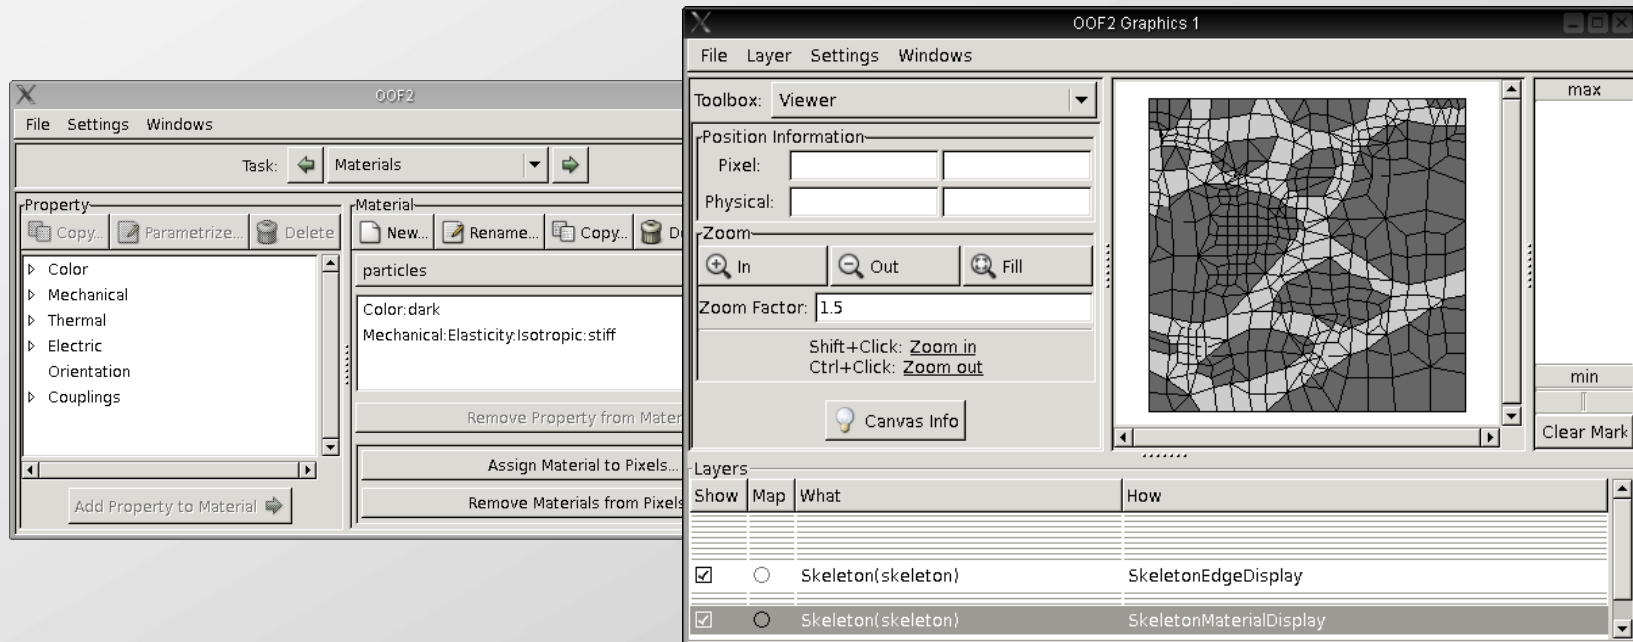 OOF2
File Settings Windows
Task: Materials
Property
Copy... Parametrize... Delete
Color
Mechanical
Thermal
Electric
Orientation
Couplings
Add Property to Material
Material
New... Rename... Copy...
particles
Color:dark
Mechanical:Elasticity:Isotropic:stiff
Remove Property from Mater
Assign Material to Pixels...
Remove Materials from Pixels
OOF2 Graphics 1
File Layer Settings Windows
Toolbox: Viewer
Position Information
Pixel:
Physical:
Zoom
In Out Fill
Zoom Factor: 1.5
Shift+Click: Zoom in
Ctrl+Click: Zoom out
Canvas Info
max
min
Clear Mark
Layers
Show Map What How
Skeleton(skeleton) SkeletonEdgeDisplay
Skeleton(skeleton) SkeletonMaterialDisplay